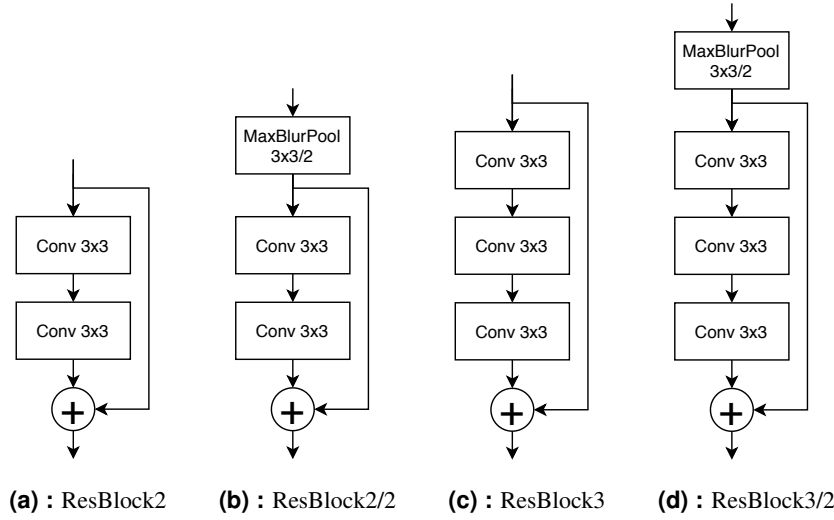 MaxBlurPool
3x3/2
Conv 3x3
Conv 3x3
Conv 3x3
+
MaxBlurPool
3x3/2
Conv 3x3
Conv 3x3
+
Conv 3x3
Conv 3x3
Conv 3x3
+
Conv 3x3
Conv 3x3
+
(a) : ResBlock2
(b) : ResBlock2/2
(c) : ResBlock3
(d) : ResBlock3/2